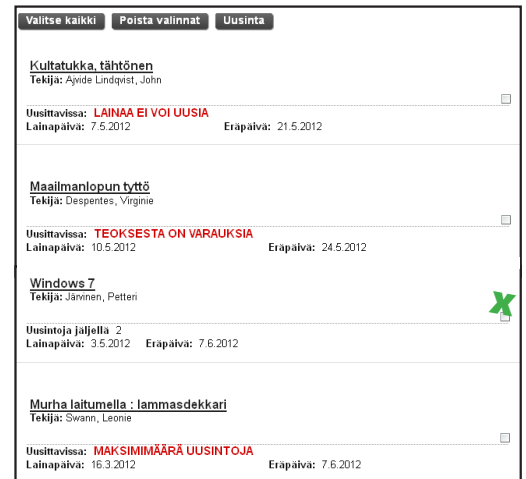 Valitse kaikki Poista valinnat Uusinta
Kultatukka, tähtönen
Tekijä: Ajvide Lindqvist, John
Uusittavissa: LAINAA EI VOI UUSIA
Lainapäivä: 7.5.2012 Eräpäivä: 21.5.2012
Maailmanlopun tyttö
Tekijä: Despentes, Virginie
Uusittavissa: TEOKSESTA ON VARAUKSIA
Lainapäivä: 10.5.2012 Eräpäivä: 24.5.2012
Windows 7
Tekijä: Järvinen, Petteri
X
Uusintoja jäljellä 2
Lainapäivä: 3.5.2012 Eräpäivä: 7.6.2012
Murha laitumella : lammasdekkari
Tekijä: Swann, Leonie
Uusittavissa: MAKSIMIMÄÄRÄ UUSINTOJA
Lainapäivä: 16.3.2012 Eräpäivä: 7.6.2012